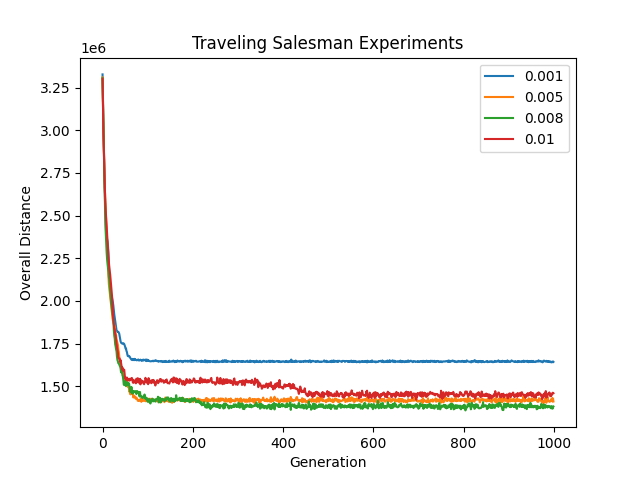 Traveling Salesman Experiments
1e6
0.001
0.005
0.008
0.01
3.25
3.00
2.75
2.50
2.25
2.00
1.75
1.50
Overall Distance
0 200 400 600 800 1000
Generation